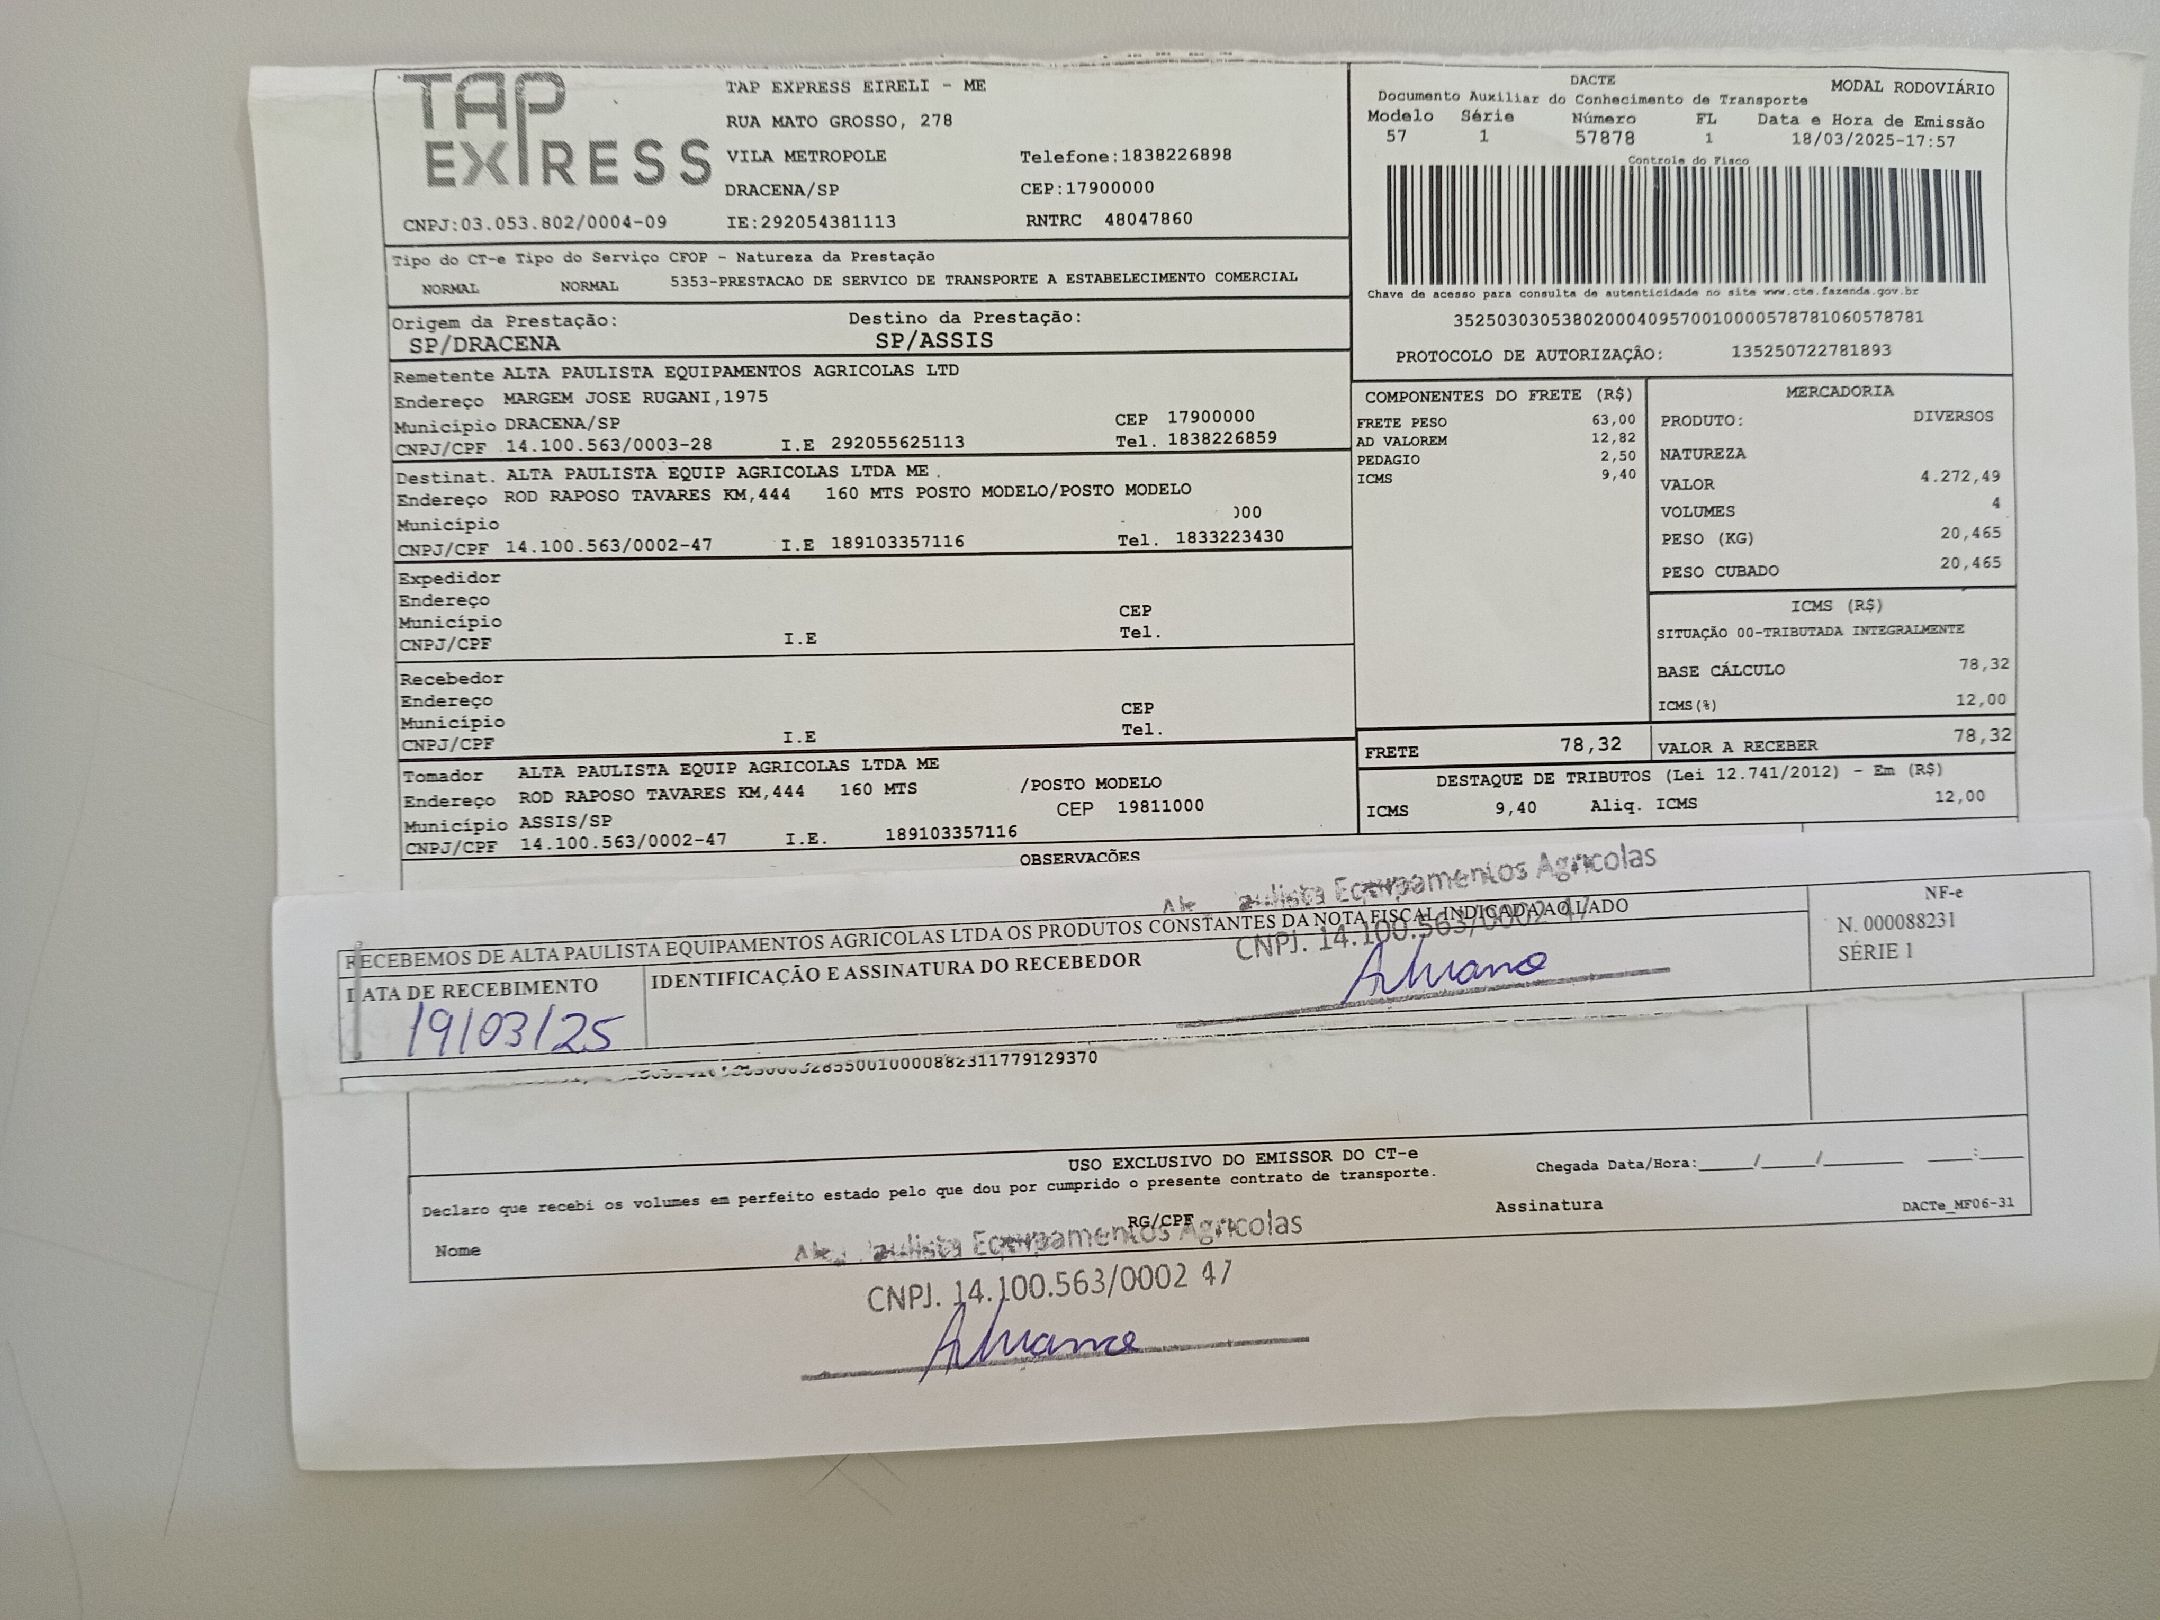 TAP
EXPRESS
TAP EXPRESS EIRELI - ME
RUA MATO GROSSO, 278
VILA METROPOLE Telefone:1838226898
DRACENA/SP CEP:17900000
CNPJ:03.053.802/0004-09 IE:292054381113 RNTRC 48047860
DACTE MODAL RODOVIÁRIO
Documento Auxiliar do Conhecimento de Transporte
Modelo Série Número FL Data e Hora de Emissão
57 1 57878 1 18/03/2025-17:57
Controle do Fisco
Chave de acesso para consulta de autenticidade no site www.cte.fazenda.gov.br
35250303053802000409570010000578781060578781
PROTOCOLO DE AUTORIZAÇÃO: 135250722781893
Tipo do CT-e Tipo do Serviço CFOP - Natureza da Prestação
NORMAL NORMAL 5353-PRESTACAO DE SERVICO DE TRANSPORTE A ESTABELECIMENTO COMERCIAL
Origem da Prestação: Destino da Prestação:
SP/DRACENA SP/ASSIS
Remetente ALTA PAULISTA EQUIPAMENTOS AGRICOLAS LTD
Endereço MARGEM JOSE RUGANI,1975
Município DRACENA/SP CEP 17900000
CNPJ/CPF 14.100.563/0003-28 I.E 292055625113 Tel. 1838226859
Destinat. ALTA PAULISTA EQUIP AGRICOLAS LTDA ME
Endereço ROD RAPOSO TAVARES KM,444 160 MTS POSTO MODELO/POSTO MODELO
Município
CNPJ/CPF 14.100.563/0002-47 I.E 189103357116 Tel. 1833223430
Expedidor
Endereço
Município CEP
CNPJ/CPF I.E Tel.
Recebedor
Endereço
Município CEP
CNPJ/CPF I.E Tel.
Tomador ALTA PAULISTA EQUIP AGRICOLAS LTDA ME
Endereço ROD RAPOSO TAVARES KM,444 160 MTS /POSTO MODELO
Município ASSIS/SP CEP 19811000
CNPJ/CPF 14.100.563/0002-47 I.E. 189103357116
COMPONENTES DO FRETE (R$)
FRETE PESO 63,00
AD VALOREM 12,82
PEDAGIO 2,50
ICMS 9,40
MERCADORIA
PRODUTO: DIVERSOS
NATUREZA
VALOR 4.272,49
VOLUMES 4
PESO (KG) 20,465
PESO CUBADO 20,465
ICMS (R$)
SITUAÇÃO 00-TRIBUTADA INTEGRALMENTE
BASE CÁLCULO 78,32
ICMS(%) 12,00
FRETE 78,32 VALOR A RECEBER 78,32
DESTAQUE DE TRIBUTOS (Lei 12.741/2012) - Em (R$)
ICMS 9,40 Aliq. ICMS 12,00
OBSERVAÇÕES
Equipamentos Agricolas
RECEBEMOS DE ALTA PAULISTA EQUIPAMENTOS AGRICOLAS LTDA OS PRODUTOS CONSTANTES DA NOTA FISCAL INDICADA AO LADO
CNPJ. 14.100.563/0002 47
NF-e
N. 000088231
SÉRIE 1
DATA DE RECEBIMENTO IDENTIFICAÇÃO E ASSINATURA DO RECEBEDOR
19/03/25
USO EXCLUSIVO DO EMISSOR DO CT-e
Declaro que recebi os volumes em perfeito estado pelo que dou por cumprido o presente contrato de transporte.
Chegada Data/Hora:_____/_____/_______ ____:____
Nome RG/CPF Assinatura DACTe_MF06-31
Equipamentos Agricolas
CNPJ. 14.100.563/0002 47